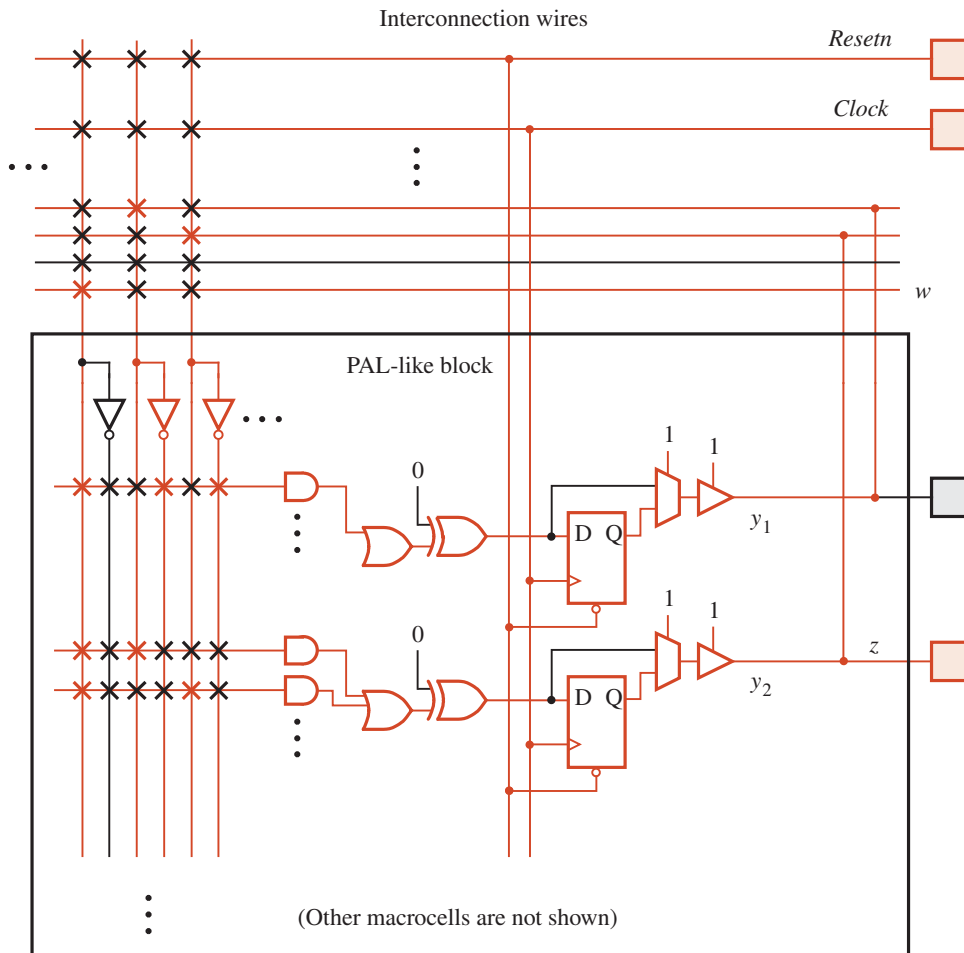 Interconnection wires
Resetn
Clock
w
PAL-like block
0
1
1
D Q
y1
0
1
1
z
D Q
y2
(Other macrocells are not shown)